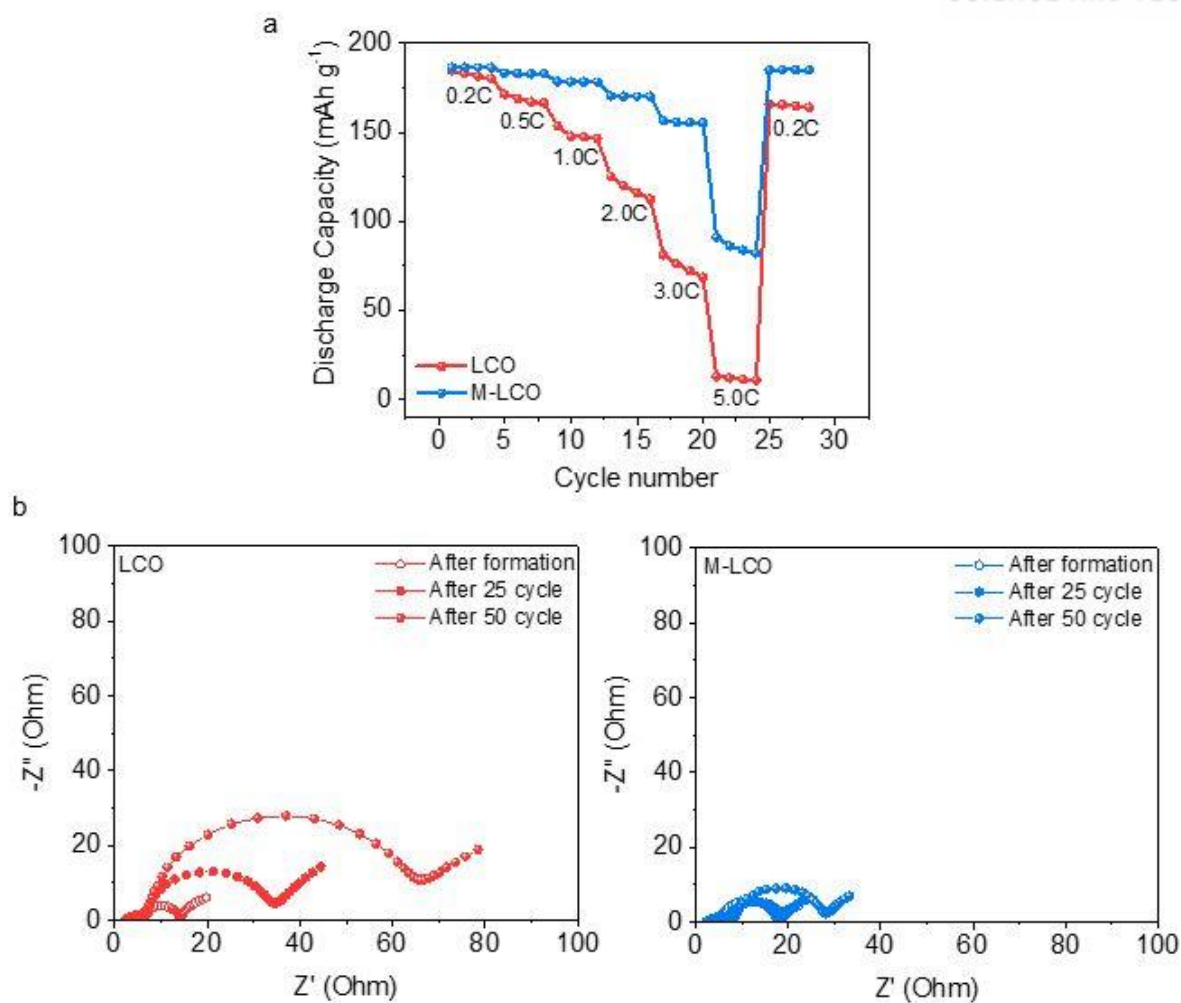 a
200
150
100
50
0
Discharge Capacity (mAh g⁻¹)
0.2C
0.5C
1.0C
2.0C
3.0C
5.0C
0.2C
LCO
M-LCO
0 5 10 15 20 25 30
Cycle number
b
100
80
60
40
20
0
-Z" (Ohm)
LCO
After formation
After 25 cycle
After 50 cycle
0 20 40 60 80 100
Z' (Ohm)
100
80
60
40
20
0
-Z" (Ohm)
M-LCO
After formation
After 25 cycle
After 50 cycle
0 20 40 60 80 100
Z' (Ohm)